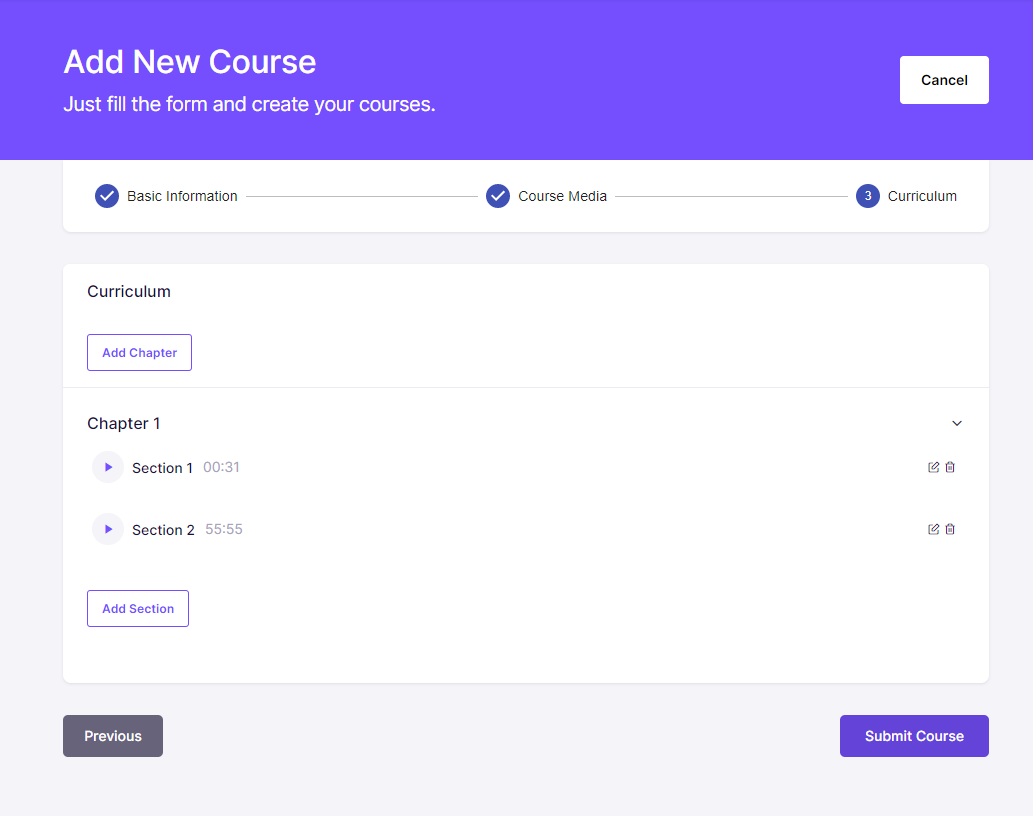 Add New Course
Just fill the form and create your courses.
Cancel
Basic Information
Course Media
3 Curriculum
Curriculum
Add Chapter
Chapter 1
Section 1 00:31
Section 2 55:55
Add Section
Previous
Submit Course